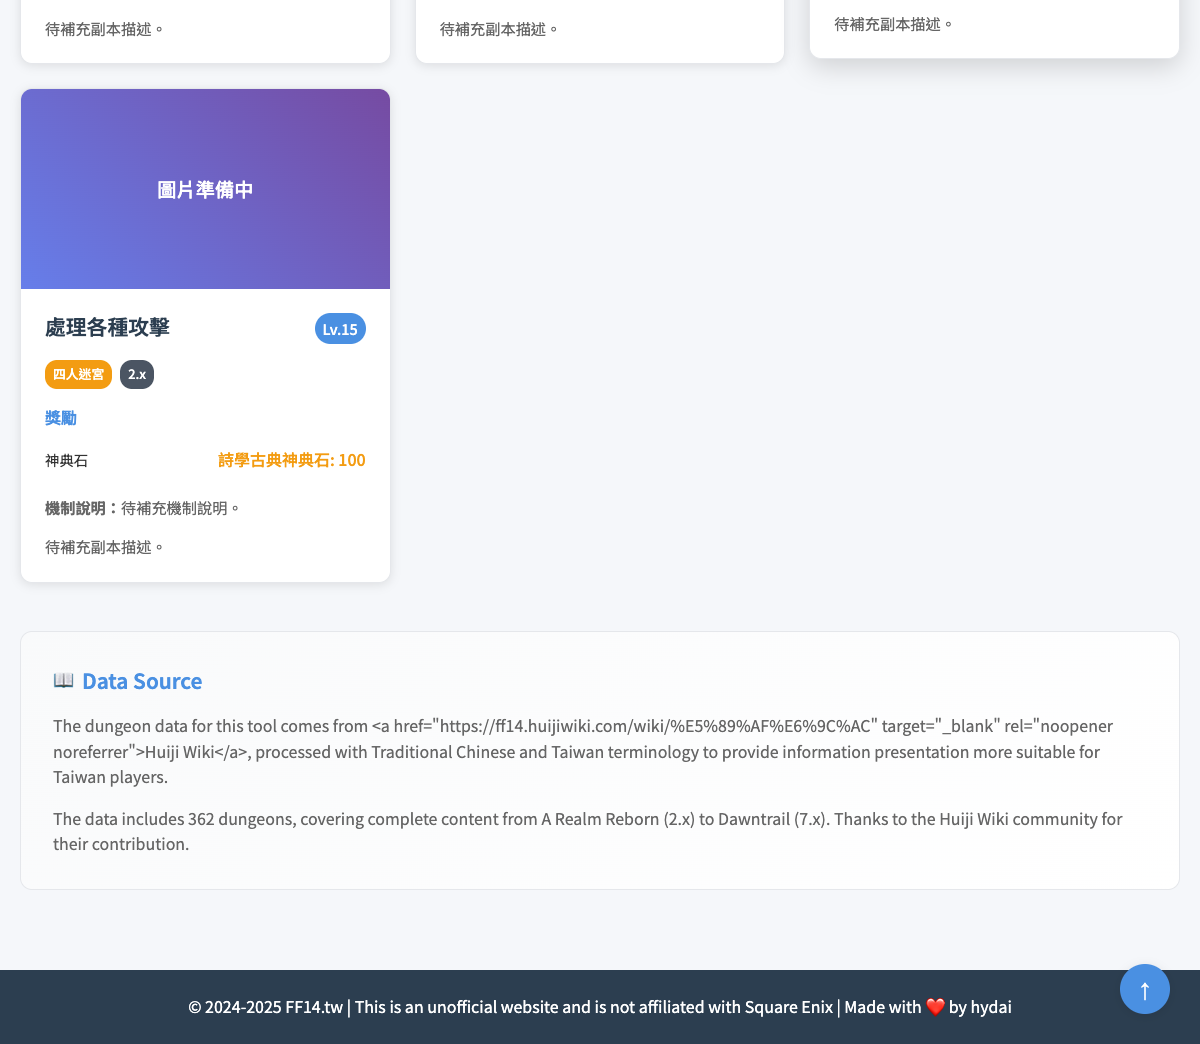 待補充副本描述。
待補充副本描述。
待補充副本描述。
圖片準備中
處理各種攻擊
Lv.15
四人迷宮
2.x
獎勵
神典石
詩學古典神典石: 100
機制說明：待補充機制說明。
待補充副本描述。
📖 Data Source
The dungeon data for this tool comes from <a href="https://ff14.huijiwiki.com/wiki/%E5%89%AF%E6%9C%AC" target="_blank" rel="noopener
noreferrer">Huiji Wiki</a>, processed with Traditional Chinese and Taiwan terminology to provide information presentation more suitable for
Taiwan players.
The data includes 362 dungeons, covering complete content from A Realm Reborn (2.x) to Dawntrail (7.x). Thanks to the Huiji Wiki community for
their contribution.
© 2024-2025 FF14.tw | This is an unofficial website and is not affiliated with Square Enix | Made with ❤️ by hydai
↑